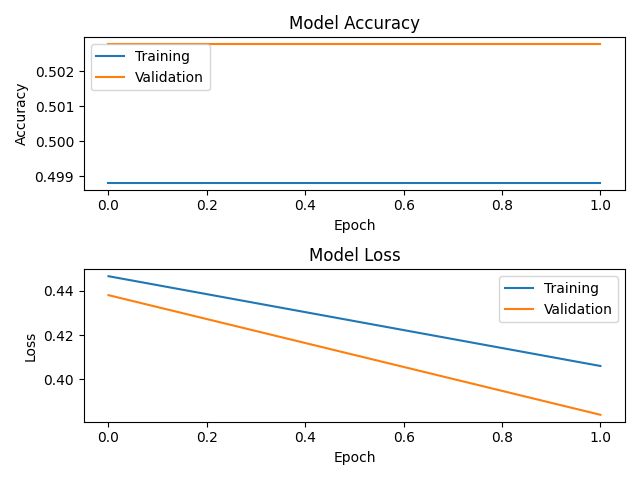 Model Accuracy
Training
Validation
Accuracy
0.502
0.501
0.500
0.499
0.0 0.2 0.4 0.6 0.8 1.0
Epoch
Model Loss
Training
Validation
Loss
0.44
0.42
0.40
0.0 0.2 0.4 0.6 0.8 1.0
Epoch